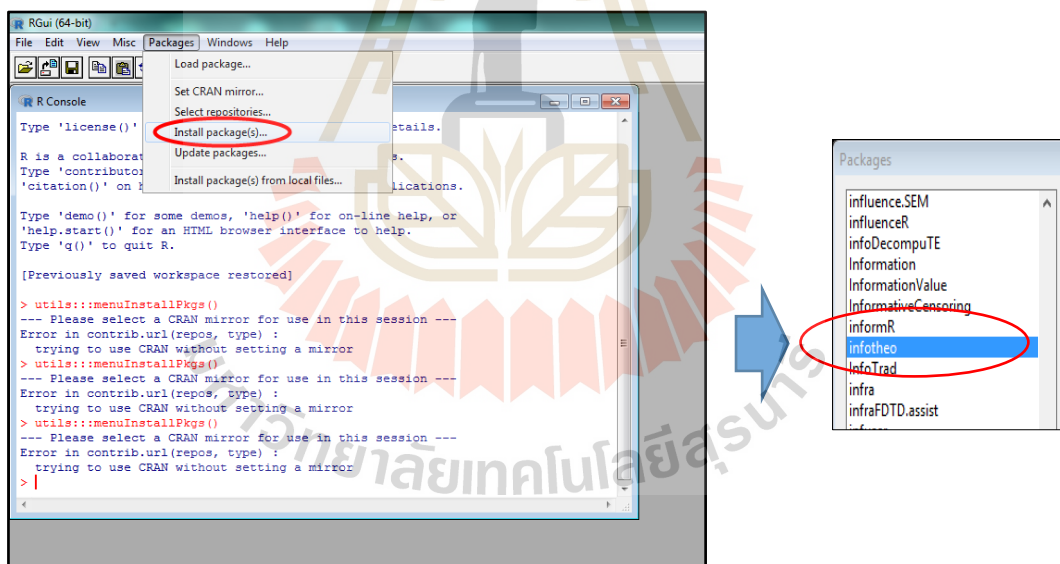 RGui (64-bit)
File Edit View Misc Packages Windows Help
Load package...
Set CRAN mirror...
Select repositories...
Install package(s)...
Update packages...
Install package(s) from local files...
R Console
Type 'license()' etails.
R is a collaborat s.
Type 'contributor
'citation()' on lications.
Type 'demo()' for some demos, 'help()' for on-line help, or
'help.start()' for an HTML browser interface to help.
Type 'q()' to quit R.
[Previously saved workspace restored]
> utils:::menuInstallPkgs()
--- Please select a CRAN mirror for use in this session ---
Error in contrib.url(repos, type) :
trying to use CRAN without setting a mirror
> utils:::menuInstallPkgs()
--- Please select a CRAN mirror for use in this session ---
Error in contrib.url(repos, type) :
trying to use CRAN without setting a mirror
> utils:::menuInstallPkgs()
--- Please select a CRAN mirror for use in this session ---
Error in contrib.url(repos, type) :
trying to use CRAN without setting a mirror
>
Packages
influence.SEM
influenceR
infoDecompuTE
Information
InformationValue
InformativeCensoring
informR
infotheo
InfoTrad
infra
infraFDTD.assist
มหาวิทยาลัยเทคโนโลยีสุรนารี